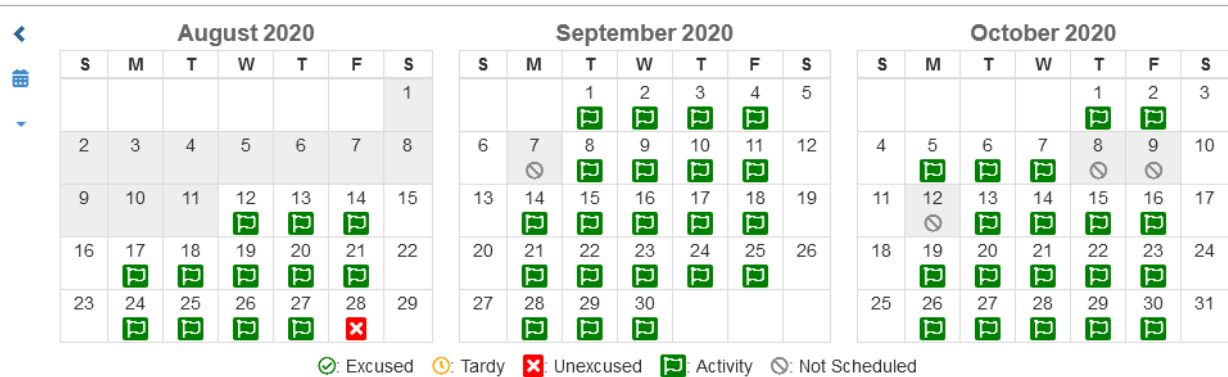 August 2020 September 2020 October 2020
S M T W T F S S M T W T F S S M T W T F S
1 1 2 3 4 5 1 2 3
2 3 4 5 6 7 8 6 7 8 9 10 11 12 4 5 6 7 8 9 10
9 10 11 12 13 14 15 13 14 15 16 17 18 19 11 12 13 14 15 16 17
16 17 18 19 20 21 22 20 21 22 23 24 25 26 18 19 20 21 22 23 24
23 24 25 26 27 28 29 27 28 29 30 25 26 27 28 29 30 31
: Excused : Tardy : Unexcused : Activity : Not Scheduled